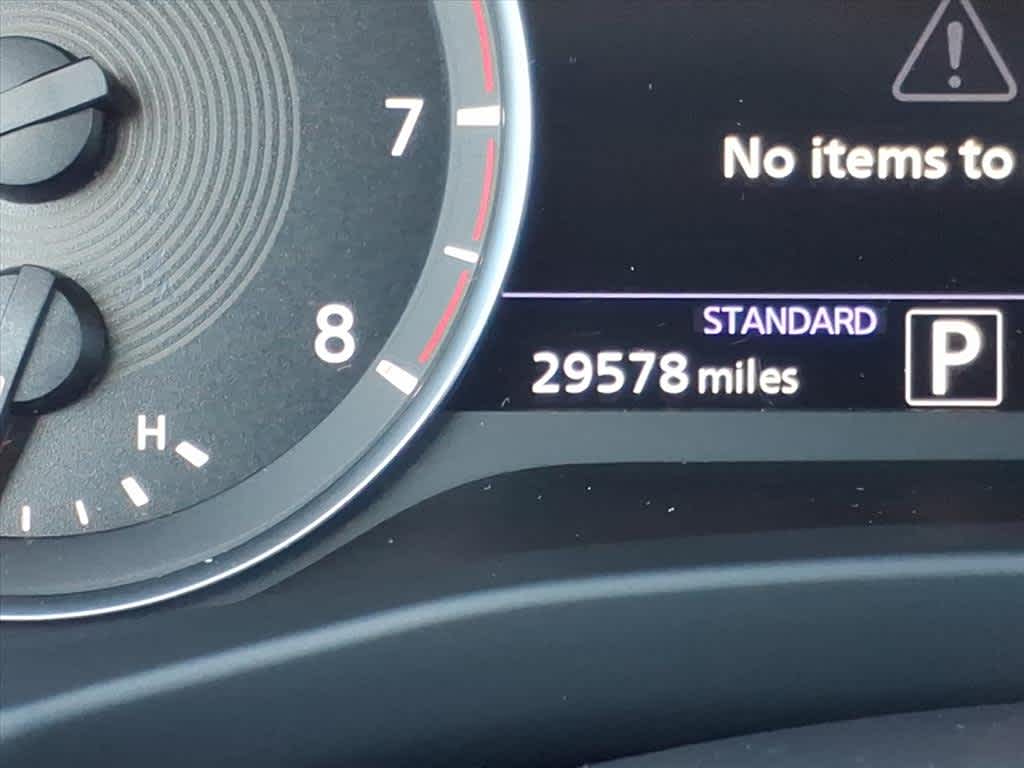 7
No items to
8
STANDARD
29578 miles
P
H